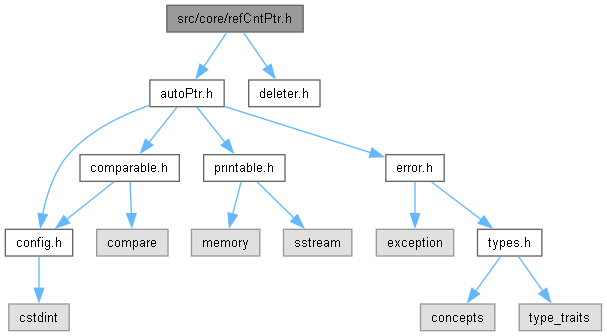 src/core/refCntPtr.h
autoPtr.h
deleter.h
comparable.h
printable.h
error.h
config.h
compare
memory
sstream
exception
types.h
cstdint
concepts
type_traits